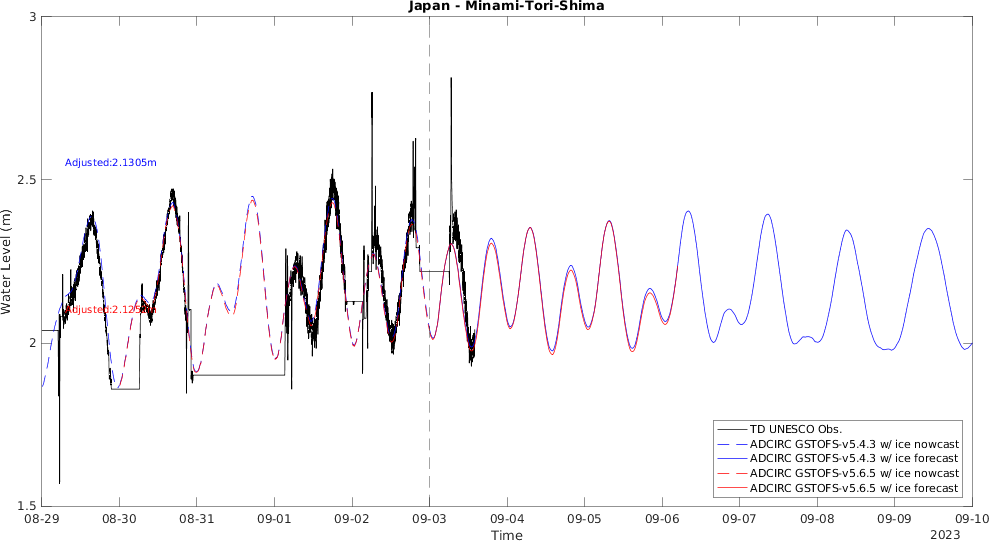 Japan - Minami-Tori-Shima
3
2.5
2
1.5
Water Level (m)
Adjusted:2.1305m
TD UNESCO Obs.
ADCIRC GSTOFS-v5.4.3 w/ ice nowcast
ADCIRC GSTOFS-v5.4.3 w/ ice forecast
ADCIRC GSTOFS-v5.6.5 w/ ice nowcast
ADCIRC GSTOFS-v5.6.5 w/ ice forecast
08-29 08-30 08-31 09-01 09-02 09-03 09-04 09-05 09-06 09-07 09-08 09-09 09-10
Time
2023